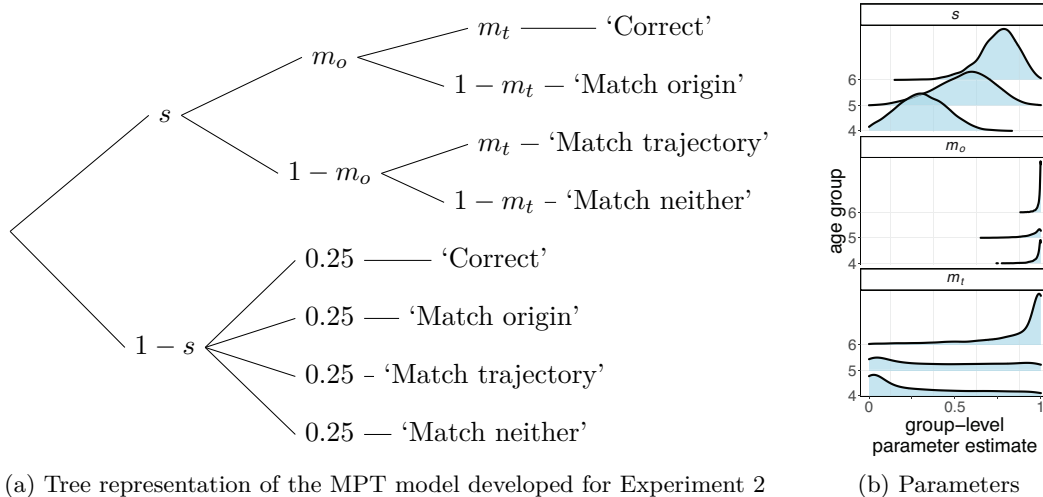 s
m_o
m_t
'Correct'
1 − m_t
'Match origin'
1 − m_o
m_t
'Match trajectory'
1 − m_t
'Match neither'
1 − s
0.25
'Correct'
0.25
'Match origin'
0.25
'Match trajectory'
0.25
'Match neither'
(a) Tree representation of the MPT model developed for Experiment 2
s
6
5
4
m_o
6
5
4
m_t
6
5
4
age group
0
0.5
1
group−level
parameter estimate
(b) Parameters